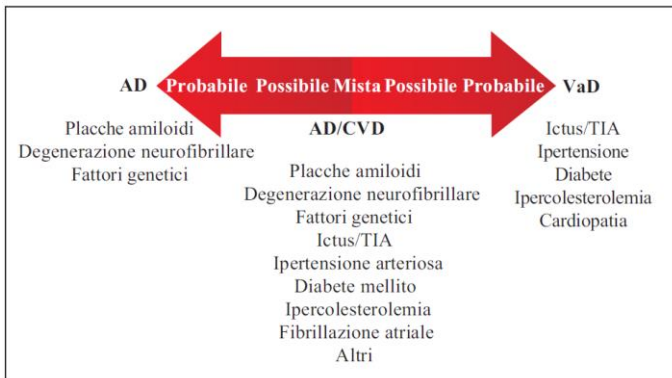 AD Probabile Possibile Mista Possibile Probabile VaD
Placche amiloidi
Degenerazione neurofibrillare
Fattori genetici
AD/CVD
Placche amiloidi
Degenerazione neurofibrillare
Fattori genetici
Ictus/TIA
Ipertensione arteriosa
Diabete mellito
Ipercolesterolemia
Fibrillazione atriale
Altri
Ictus/TIA
Ipertensione
Diabete
Ipercolesterolemia
Cardiopatia